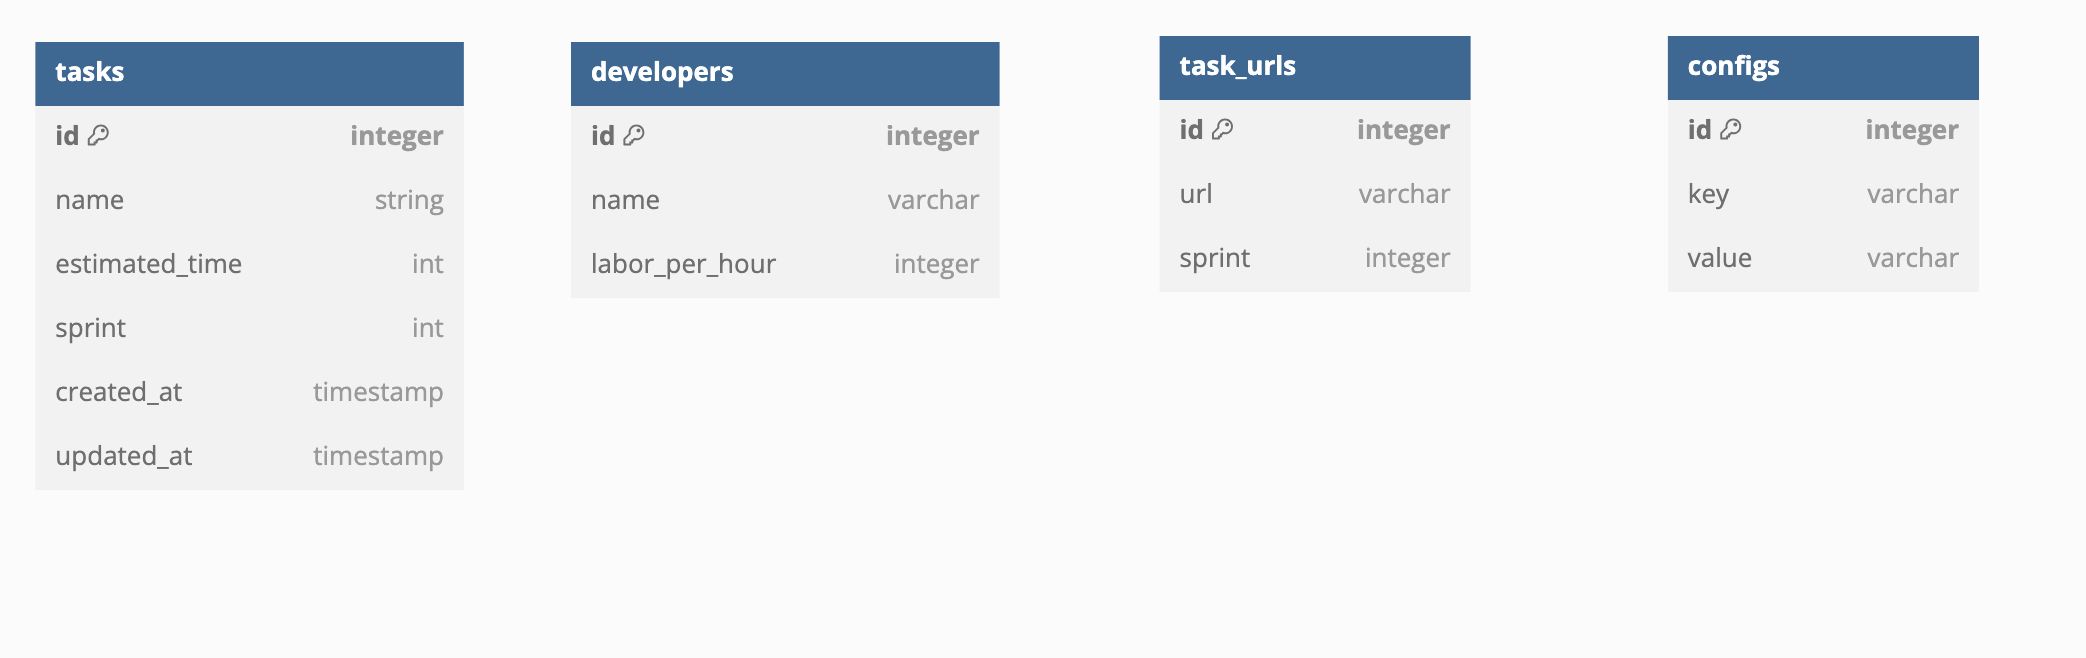 tasks
id integer
name string
estimated_time int
sprint int
created_at timestamp
updated_at timestamp
developers
id integer
name varchar
labor_per_hour integer
task_urls
id integer
url varchar
sprint integer
configs
id integer
key varchar
value varchar